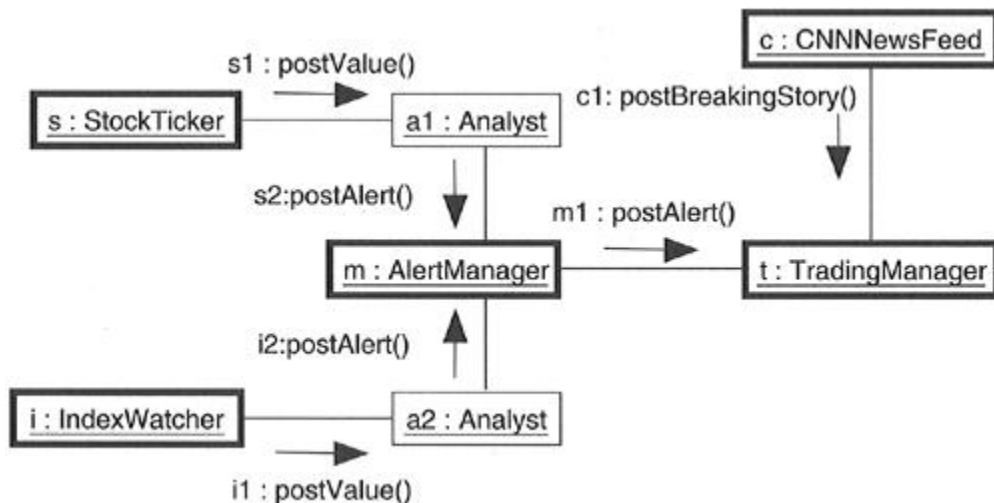 c : CNNNewsFeed
s1 : postValue()
c1: postBreakingStory()
s : StockTicker
a1 : Analyst
s2:postAlert()
m1 : postAlert()
m : AlertManager
t : TradingManager
i2:postAlert()
i : IndexWatcher
a2 : Analyst
i1 : postValue()